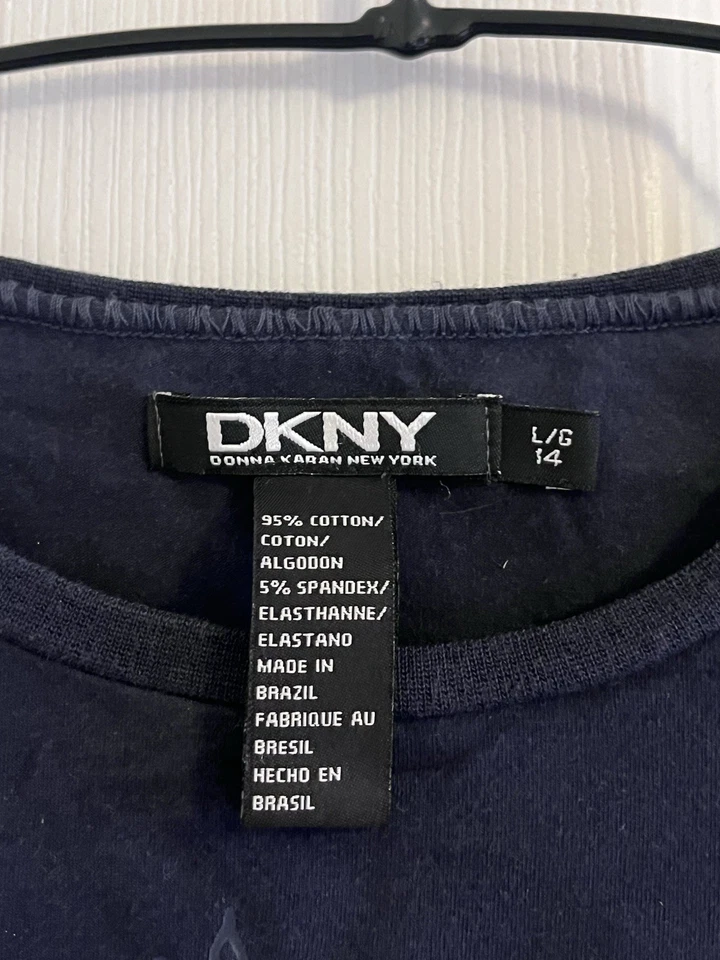 DKNY
DONNA KARAN NEW YORK
L/G
14
95% COTTON/
COTON/
ALGODON
5% SPANDEX/
ELASTHANNE/
ELASTANO
MADE IN
BRAZIL
FABRIQUE AU
BRESIL
HECHO EN
BRASIL